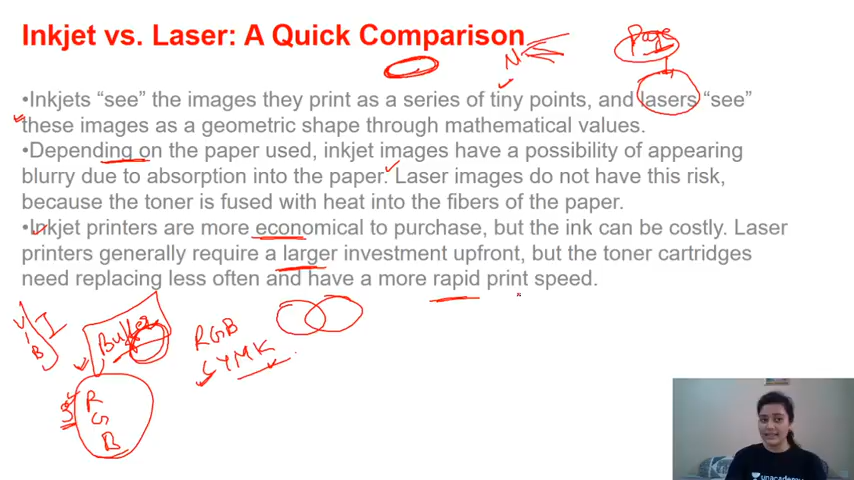 Inkjet vs. Laser: A Quick Comparison
N
Page
•Inkjets “see” the images they print as a series of tiny points, and lasers “see”
these images as a geometric shape through mathematical values.
•Depending on the paper used, inkjet images have a possibility of appearing
blurry due to absorption into the paper. Laser images do not have this risk,
because the toner is fused with heat into the fibers of the paper.
•Inkjet printers are more economical to purchase, but the ink can be costly. Laser
printers generally require a larger investment upfront, but the toner cartridges
need replacing less often and have a more rapid print speed.
I
B
Buffer
RGB
CYMK
R
G
B
unacademy